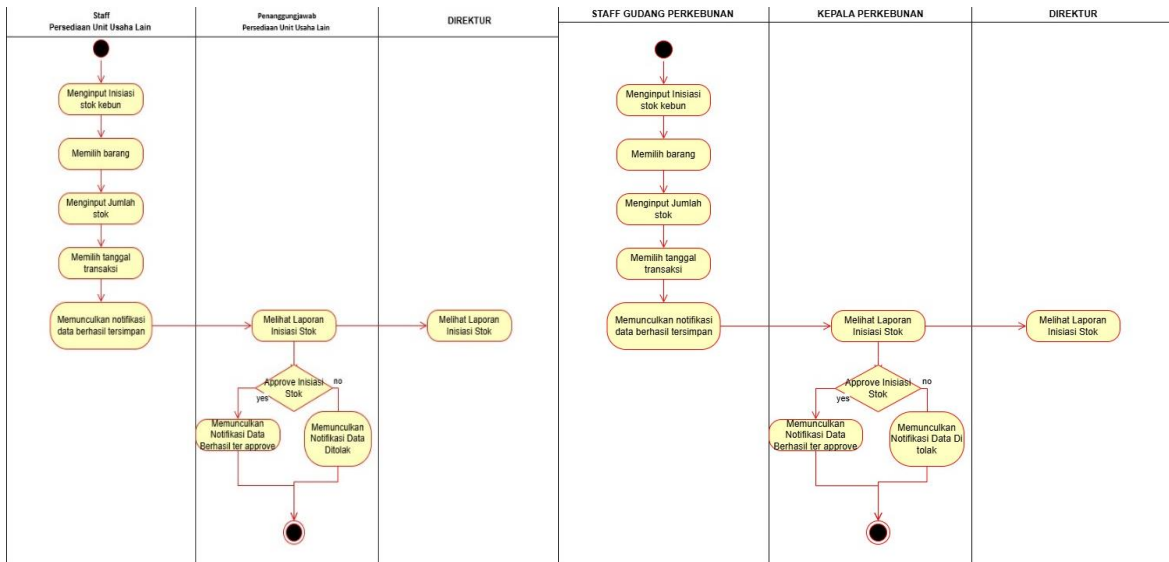 Staff
Persediaan Unit Usaha Lain
Penanggungjawab
Persediaan Unit Usaha Lain
DIREKTUR
Menginput Inisiasi
stok kebun
Memilih barang
Menginput Jumlah
stok
Memilih tanggal
transaksi
Memunculkan notifikasi
data berhasil tersimpan
Melihat Laporan
Inisiasi Stok
Melihat Laporan
Inisiasi Stok
Approve Inisiasi
Stok
yes
no
Memunculkan
Notifikasi Data
Berhasil ter approve
Memunculkan
Notifikasi Data
Ditolak
STAFF GUDANG PERKEBUNAN
KEPALA PERKEBUNAN
DIREKTUR
Menginput Inisiasi
stok kebun
Memilih barang
Menginput Jumlah
stok
Memilih tanggal
transaksi
Memunculkan notifikasi
data berhasil tersimpan
Melihat Laporan
Inisiasi Stok
Melihat Laporan
Inisiasi Stok
Approve Inisiasi
Stok
yes
no
Memunculkan
Notifikasi Data
Berhasil ter approve
Memunculkan
Notifikasi Data Di
tolak